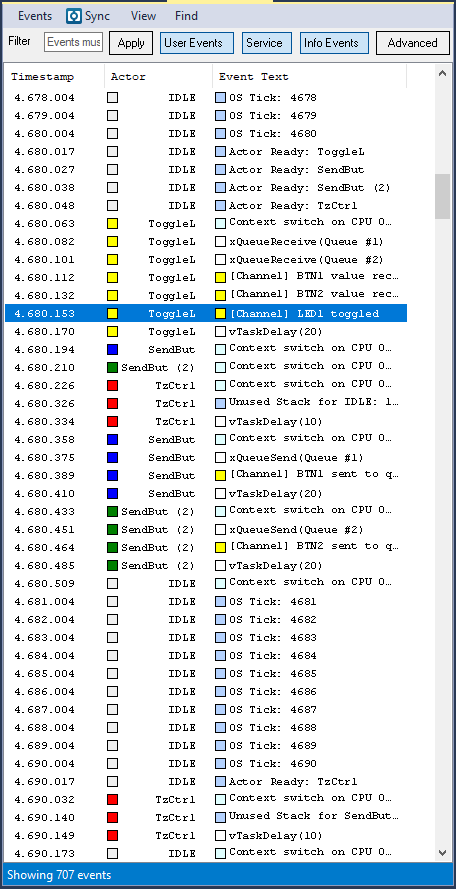 Events Sync View Find
Filter Events mus Apply User Events Service Info Events Advanced
Timestamp Actor Event Text
4.678.004 IDLE OS Tick: 4678
4.679.004 IDLE OS Tick: 4679
4.680.004 IDLE OS Tick: 4680
4.680.017 IDLE Actor Ready: ToggleL
4.680.027 IDLE Actor Ready: SendBut
4.680.038 IDLE Actor Ready: SendBut (2)
4.680.048 IDLE Actor Ready: TzCtrl
4.680.063 ToggleL Context switch on CPU 0…
4.680.082 ToggleL xQueueReceive(Queue #1)
4.680.101 ToggleL xQueueReceive(Queue #2)
4.680.112 ToggleL [Channel] BTN1 value rec…
4.680.132 ToggleL [Channel] BTN2 value rec…
4.680.153 ToggleL [Channel] LED1 toggled
4.680.170 ToggleL vTaskDelay(20)
4.680.194 SendBut Context switch on CPU 0…
4.680.210 SendBut (2) Context switch on CPU 0…
4.680.226 TzCtrl Context switch on CPU 0…
4.680.326 TzCtrl Unused Stack for IDLE: 1…
4.680.334 TzCtrl vTaskDelay(10)
4.680.358 SendBut Context switch on CPU 0…
4.680.375 SendBut xQueueSend(Queue #1)
4.680.389 SendBut [Channel] BTN1 sent to q…
4.680.410 SendBut vTaskDelay(20)
4.680.433 SendBut (2) Context switch on CPU 0…
4.680.451 SendBut (2) xQueueSend(Queue #2)
4.680.464 SendBut (2) [Channel] BTN2 sent to q…
4.680.485 SendBut (2) vTaskDelay(20)
4.680.509 IDLE Context switch on CPU 0…
4.681.004 IDLE OS Tick: 4681
4.682.004 IDLE OS Tick: 4682
4.683.004 IDLE OS Tick: 4683
4.684.004 IDLE OS Tick: 4684
4.685.004 IDLE OS Tick: 4685
4.686.004 IDLE OS Tick: 4686
4.687.004 IDLE OS Tick: 4687
4.688.004 IDLE OS Tick: 4688
4.689.004 IDLE OS Tick: 4689
4.690.004 IDLE OS Tick: 4690
4.690.017 IDLE Actor Ready: TzCtrl
4.690.032 TzCtrl Context switch on CPU 0…
4.690.140 TzCtrl Unused Stack for SendBut…
4.690.149 TzCtrl vTaskDelay(10)
4.690.173 IDLE Context switch on CPU 0…
Showing 707 events